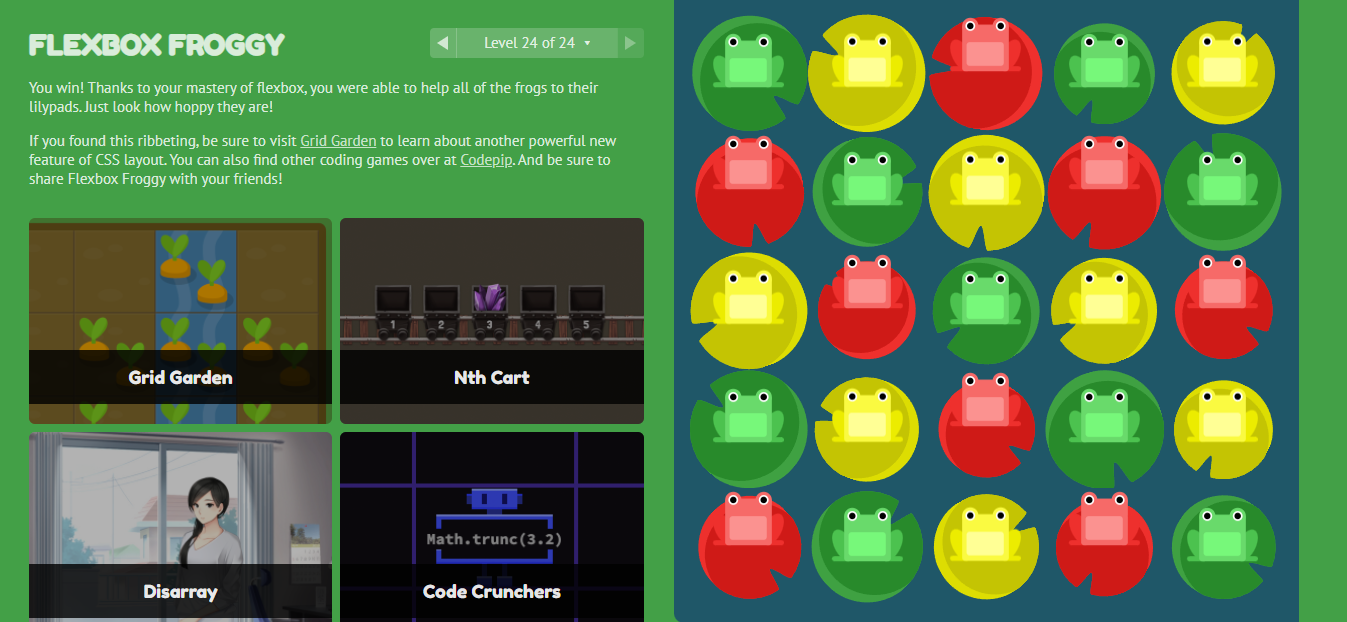 FLEXBOX FROGGY
Level 24 of 24
You win! Thanks to your mastery of flexbox, you were able to help all of the frogs to their
lilypads. Just look how hoppy they are!
If you found this ribbeting, be sure to visit Grid Garden to learn about another powerful new
feature of CSS layout. You can also find other coding games over at Codepip. And be sure to
share Flexbox Froggy with your friends!
1 2 3 4 5
Grid Garden
Nth Cart
Math.trunc(3.2)
Disarray
Code Crunchers